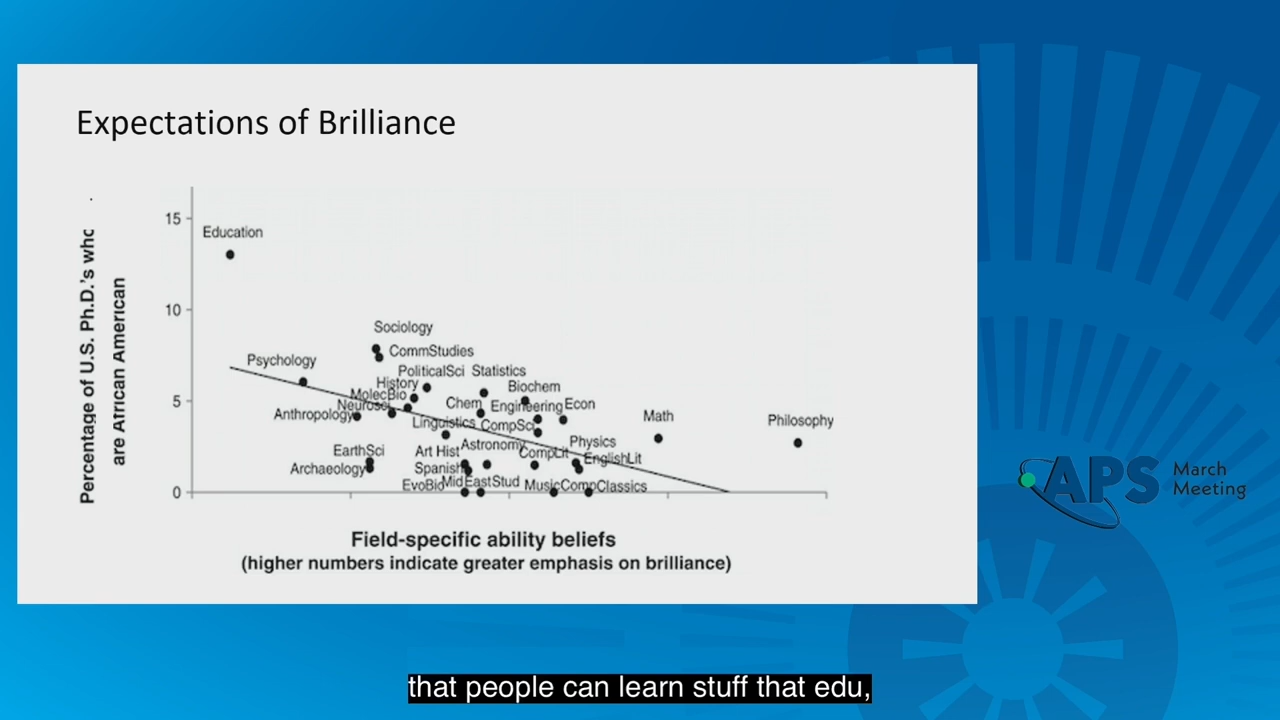 Expectations of Brilliance
Percentage of U.S. Ph.D.'s who
are African American
15
10
5
0
Education
Sociology
CommStudies
Psychology
PoliticalSci
Statistics
History
Biochem
MolecBio
Neurosci
Chem
Engineering
Econ
Anthropology
Linguistics
CompSci
Math
Philosophy
EarthSci
Art Hist
Astronomy
CompLit
Physics
EnglishLit
Archaeology
Spanish
EvoBio
MidEastStud
MusicComp
Classics
Field-specific ability beliefs
(higher numbers indicate greater emphasis on brilliance)
APS
March
Meeting
that people can learn stuff that edu,